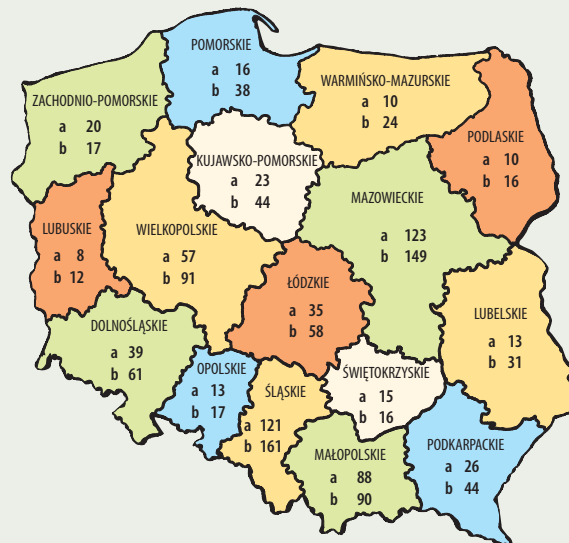 POMORSKIE
a 16
b 38
WARMIŃSKO-MAZURSKIE
a 10
b 24
ZACHODNIO-POMORSKIE
a 20
b 17
PODLASKIE
a 10
b 16
KUJAWSKO-POMORSKIE
a 23
b 44
MAZOWIECKIE
a 123
b 149
LUBUSKIE
a 8
b 12
WIELKOPOLSKIE
a 57
b 91
ŁÓDZKIE
a 35
b 58
LUBELSKIE
a 13
b 31
DOLNOŚLĄSKIE
a 39
b 61
OPOLSKIE
a 13
b 17
ŚLĄSKIE
a 121
b 161
ŚWIĘTOKRZYSKIE
a 15
b 16
MAŁOPOLSKIE
a 88
b 90
PODKARPACKIE
a 26
b 44